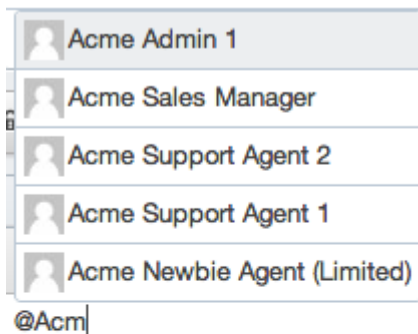 Acme Admin 1
Acme Sales Manager
Acme Support Agent 2
Acme Support Agent 1
Acme Newbie Agent (Limited)
@Acm